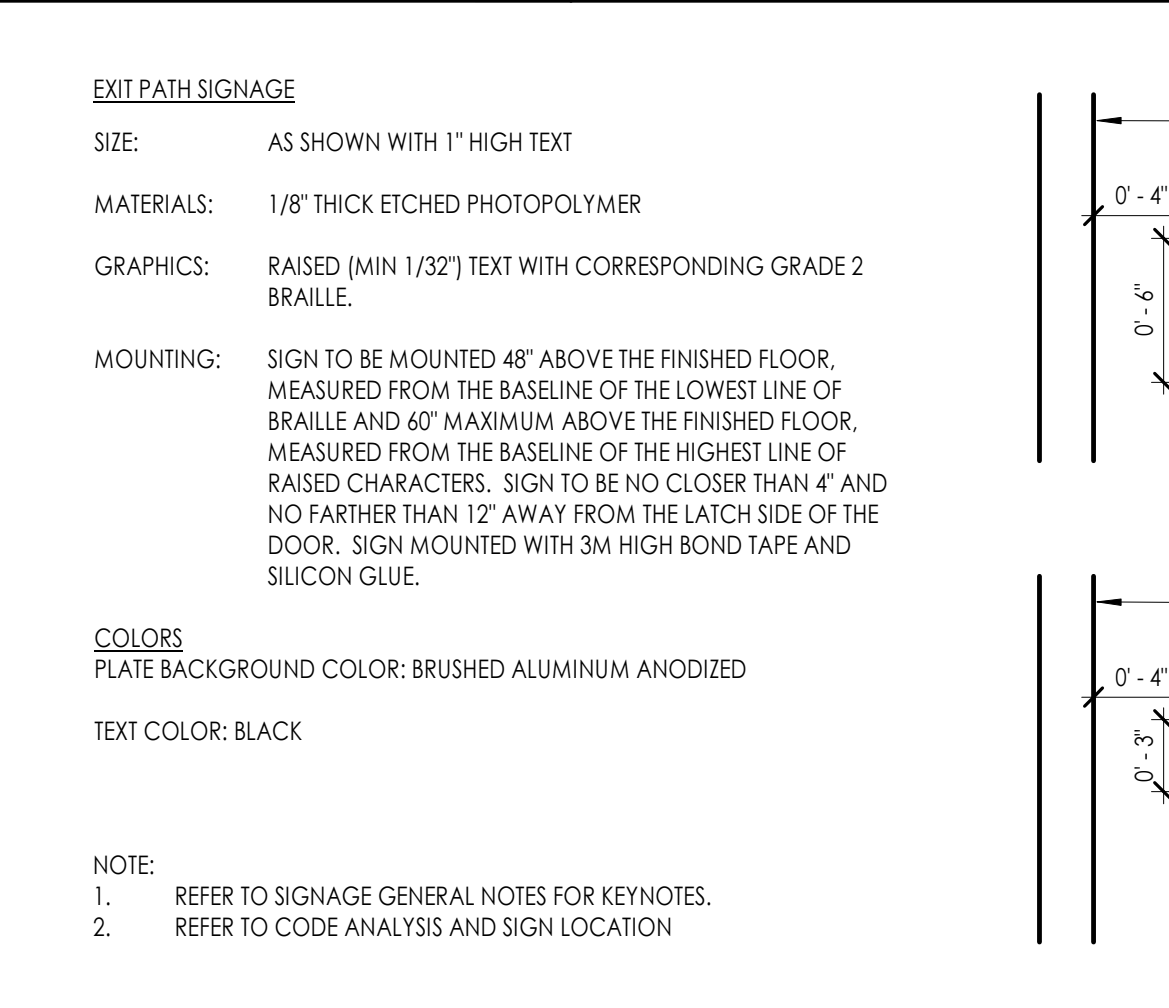 EXIT PATH SIGNAGE
SIZE: AS SHOWN WITH 1" HIGH TEXT
MATERIALS: 1/8" THICK ETCHED PHOTOPOLYMER
GRAPHICS: RAISED (MIN 1/32") TEXT WITH CORRESPONDING GRADE 2
BRAILLE.
MOUNTING: SIGN TO BE MOUNTED 48" ABOVE THE FINISHED FLOOR,
MEASURED FROM THE BASELINE OF THE LOWEST LINE OF
BRAILLE AND 60" MAXIMUM ABOVE THE FINISHED FLOOR,
MEASURED FROM THE BASELINE OF THE HIGHEST LINE OF
RAISED CHARACTERS. SIGN TO BE NO CLOSER THAN 4" AND
NO FARTHER THAN 12" AWAY FROM THE LATCH SIDE OF THE
DOOR. SIGN MOUNTED WITH 3M HIGH BOND TAPE AND
SILICON GLUE.
COLORS
PLATE BACKGROUND COLOR: BRUSHED ALUMINUM ANODIZED
TEXT COLOR: BLACK
NOTE:
1. REFER TO SIGNAGE GENERAL NOTES FOR KEYNOTES.
2. REFER TO CODE ANALYSIS AND SIGN LOCATION
0' - 4"
0' - 6"
0' - 4"
0' - 3"